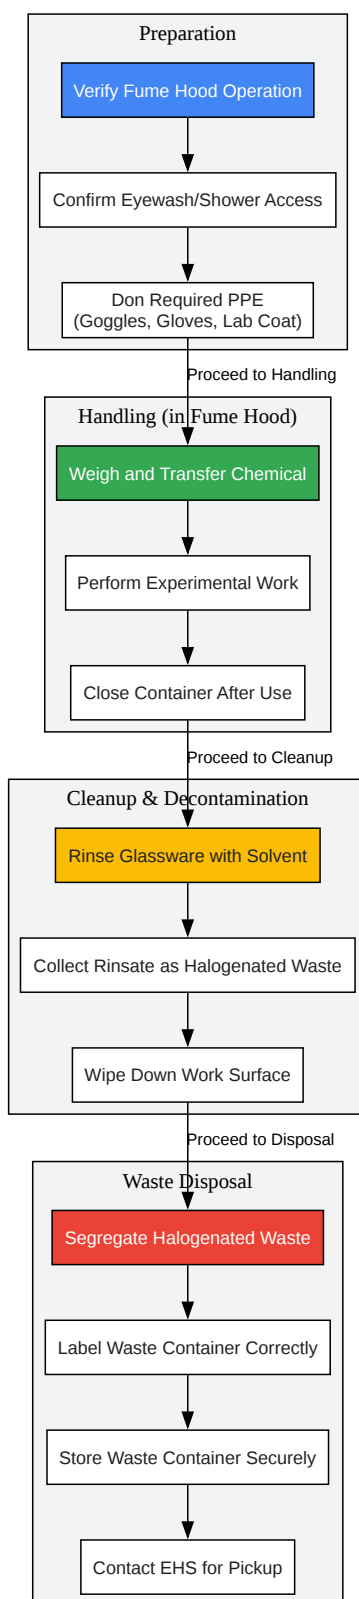 Preparation
Verify Fume Hood Operation
Confirm Eyewash/Shower Access
Don Required PPE
(Goggles, Gloves, Lab Coat)
Proceed to Handling
Handling (in Fume Hood)
Weigh and Transfer Chemical
Perform Experimental Work
Close Container After Use
Proceed to Cleanup
Cleanup & Decontamination
Rinse Glassware with Solvent
Collect Rinsate as Halogenated Waste
Wipe Down Work Surface
Proceed to Disposal
Waste Disposal
Segregate Halogenated Waste
Label Waste Container Correctly
Store Waste Container Securely
Contact EHS for Pickup